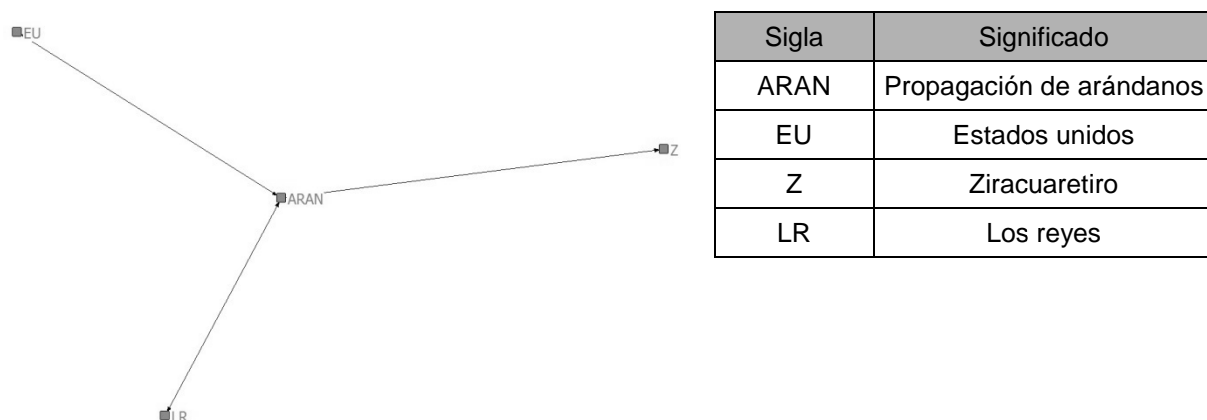 EU
Z
ARAN
LR
Sigla Significado
ARAN Propagación de arándanos
EU Estados unidos
Z Ziracuaretiro
LR Los reyes